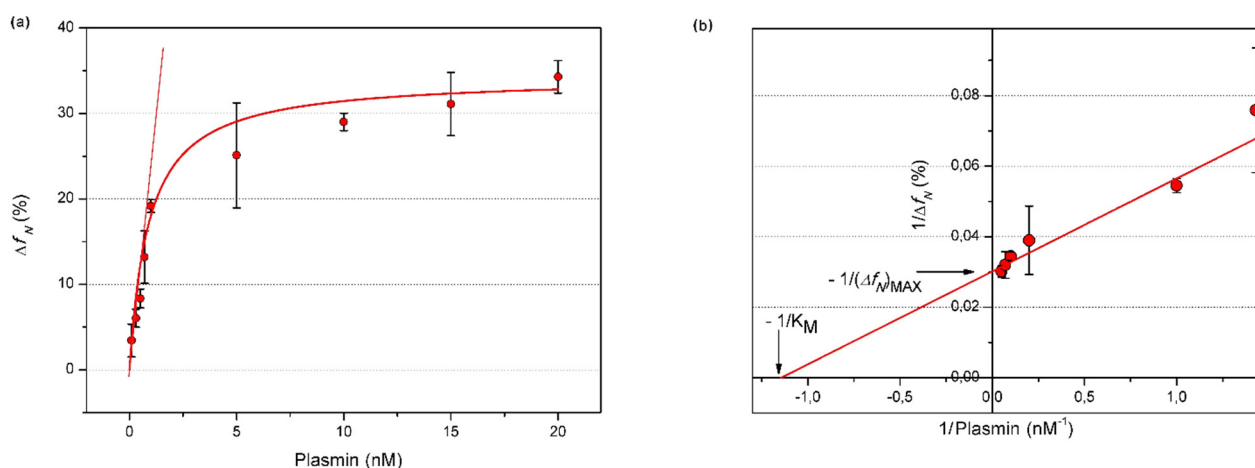 (a)
40
30
20
10
0
Δf_N (%)
0
5
10
15
20
Plasmin (nM)
(b)
0,08
0,06
0,04
0,02
0,00
1/Δf_N (%)
- 1/(Δf_N)MAX
- 1/K_M
-1,0
-0,5
0,0
0,5
1,0
1/Plasmin (nM⁻¹)